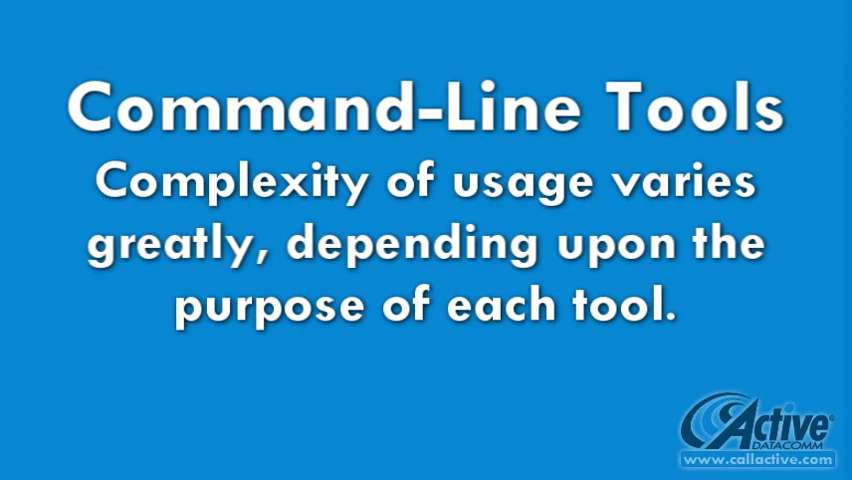 Command-Line Tools
Complexity of usage varies
greatly, depending upon the
purpose of each tool.
Active®
DATACOMM
www.callactive.com